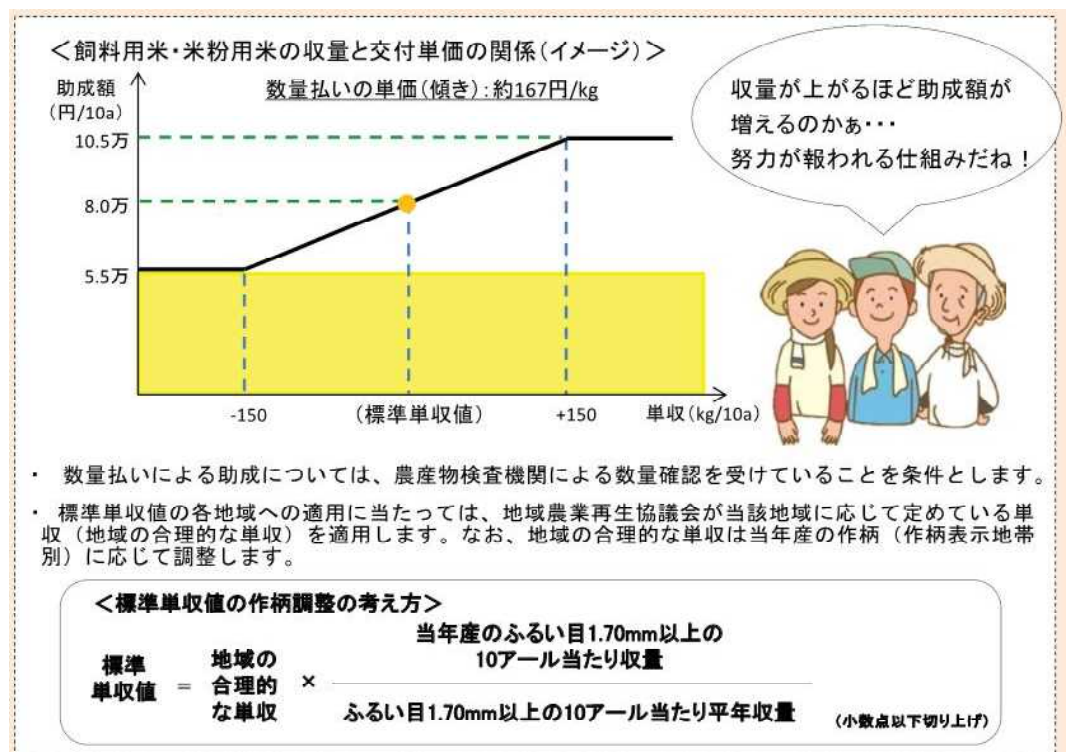 ＜飼料用米・米粉用米の収量と交付単価の関係(イメージ)＞
助成額
(円/10a)
数量払いの単価(傾き)：約167円/kg
10.5万
8.0万
5.5万
-150
(標準単収値)
+150
単収(kg/10a)
収量が上がるほど助成額が
増えるのかぁ・・・
努力が報われる仕組みだね！
・ 数量払いによる助成については、農産物検査機関による数量確認を受けていることを条件とします。
・ 標準単収値の各地域への適用に当たっては、地域農業再生協議会が当該地域に応じて定めている単
収（地域の合理的な単収）を適用します。なお、地域の合理的な単収は当年産の作柄（作柄表示地帯
別）に応じて調整します。
＜標準単収値の作柄調整の考え方＞
標準
単収値
＝
地域の
合理的
な単収
×
当年産のふるい目1.70mm以上の
10アール当たり収量
ふるい目1.70mm以上の10アール当たり平年収量
(小数点以下切り上げ)